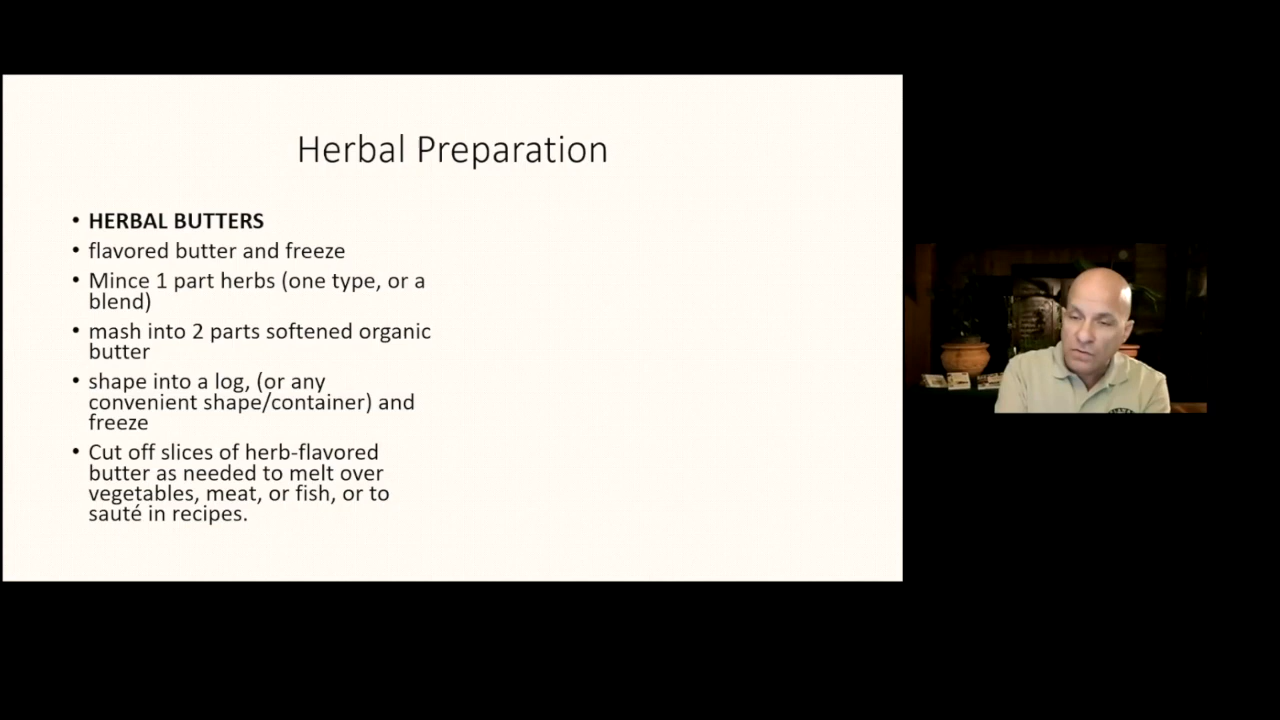 Herbal Preparation
• HERBAL BUTTERS
• flavored butter and freeze
• Mince 1 part herbs (one type, or a
blend)
• mash into 2 parts softened organic
butter
• shape into a log, (or any
convenient shape/container) and
freeze
• Cut off slices of herb-flavored
butter as needed to melt over
vegetables, meat, or fish, or to
sauté in recipes.